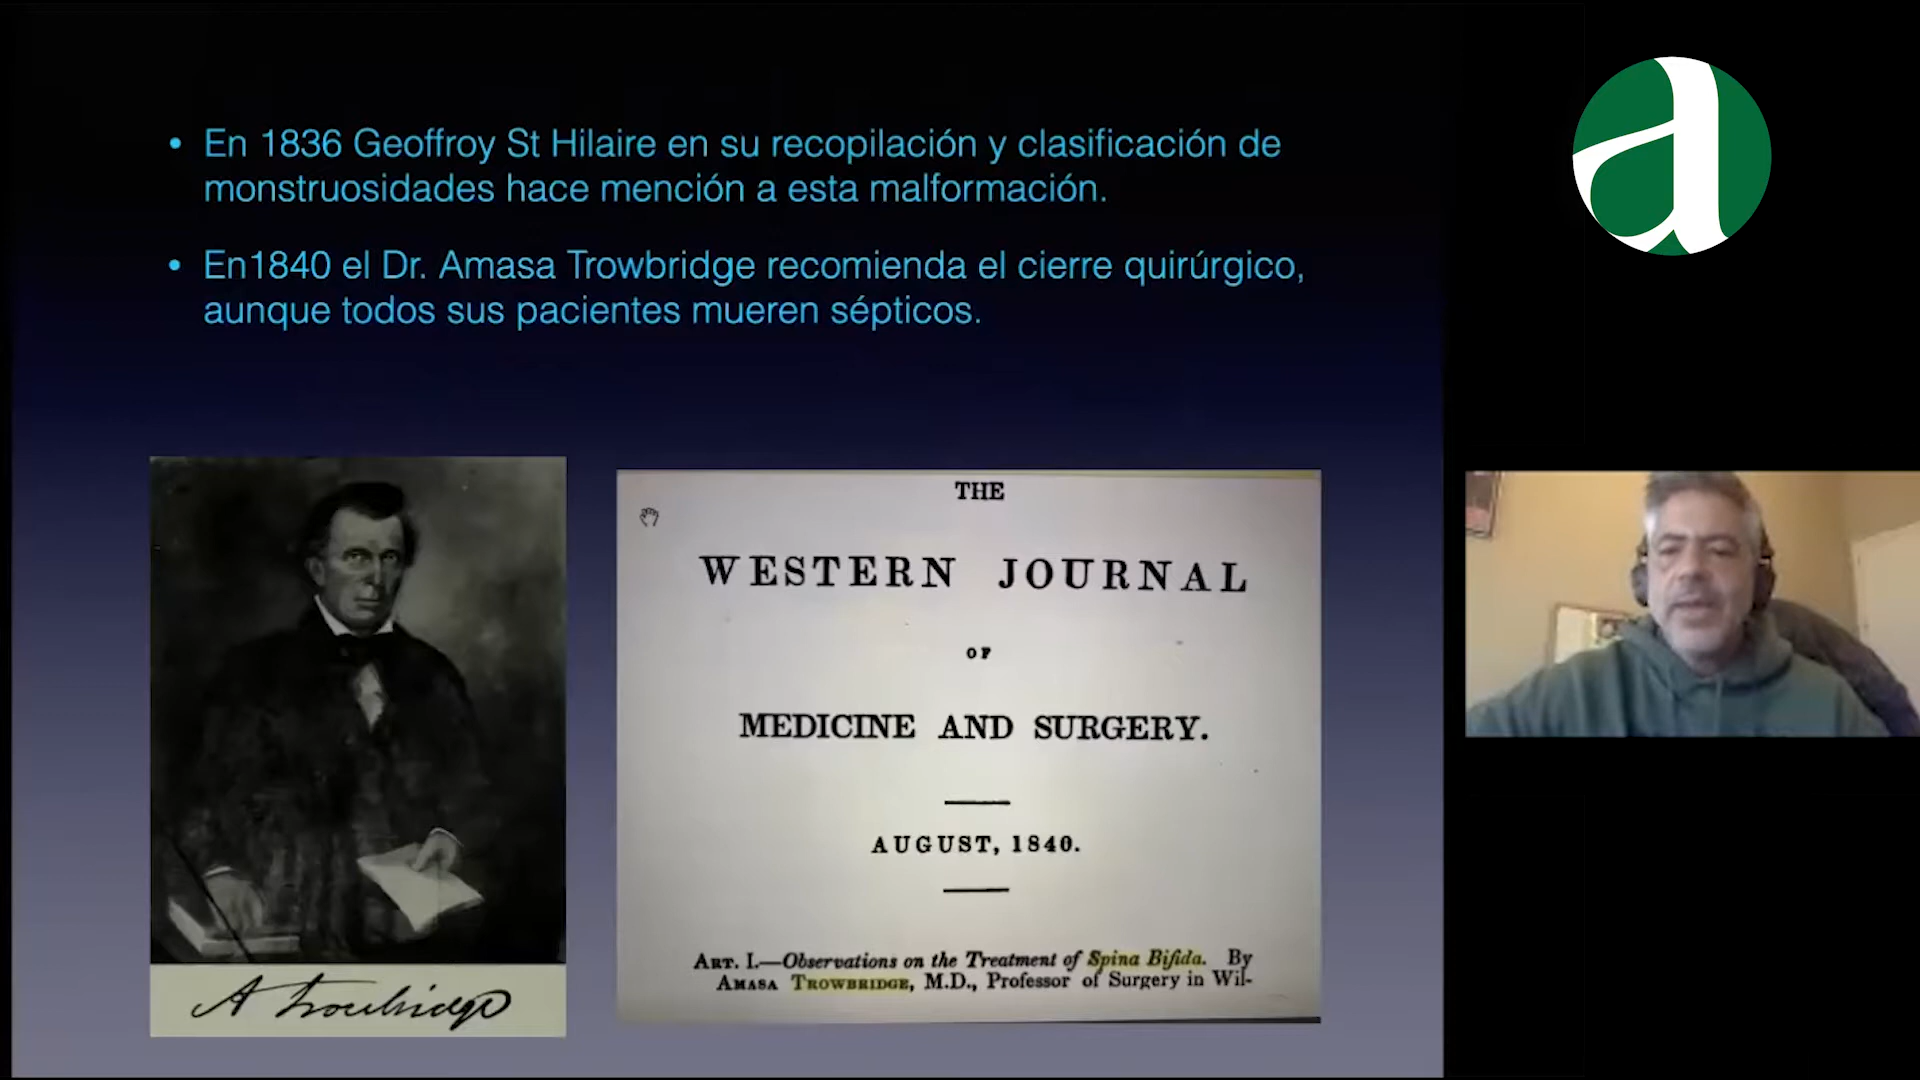 • En 1836 Geoffroy St Hilaire en su recopilación y clasificación de
monstruosidades hace mención a esta malformación.
• En1840 el Dr. Amasa Trowbridge recomienda el cierre quirúrgico,
aunque todos sus pacientes mueren sépticos.
A Trowbridge
THE
WESTERN JOURNAL
OF
MEDICINE AND SURGERY.
AUGUST, 1840.
ART. I.—Observations on the Treatment of Spina Bifida. By
AMASA TROWBRIDGE, M.D., Professor of Surgery in Wil-
a